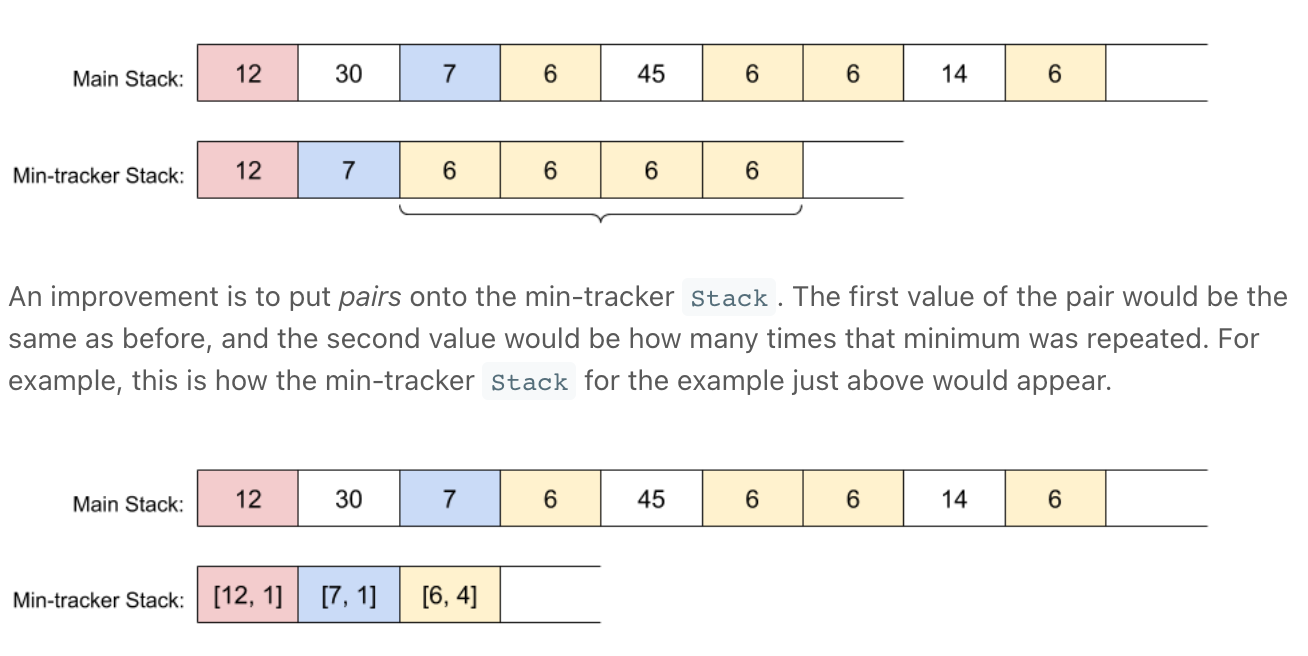 Main Stack: 12 30 7 6 45 6 6 14 6
Min-tracker Stack: 12 7 6 6 6 6
An improvement is to put pairs onto the min-tracker Stack. The first value of the pair would be the
same as before, and the second value would be how many times that minimum was repeated. For
example, this is how the min-tracker Stack for the example just above would appear.
Main Stack: 12 30 7 6 45 6 6 14 6
Min-tracker Stack: [12, 1] [7, 1] [6, 4]